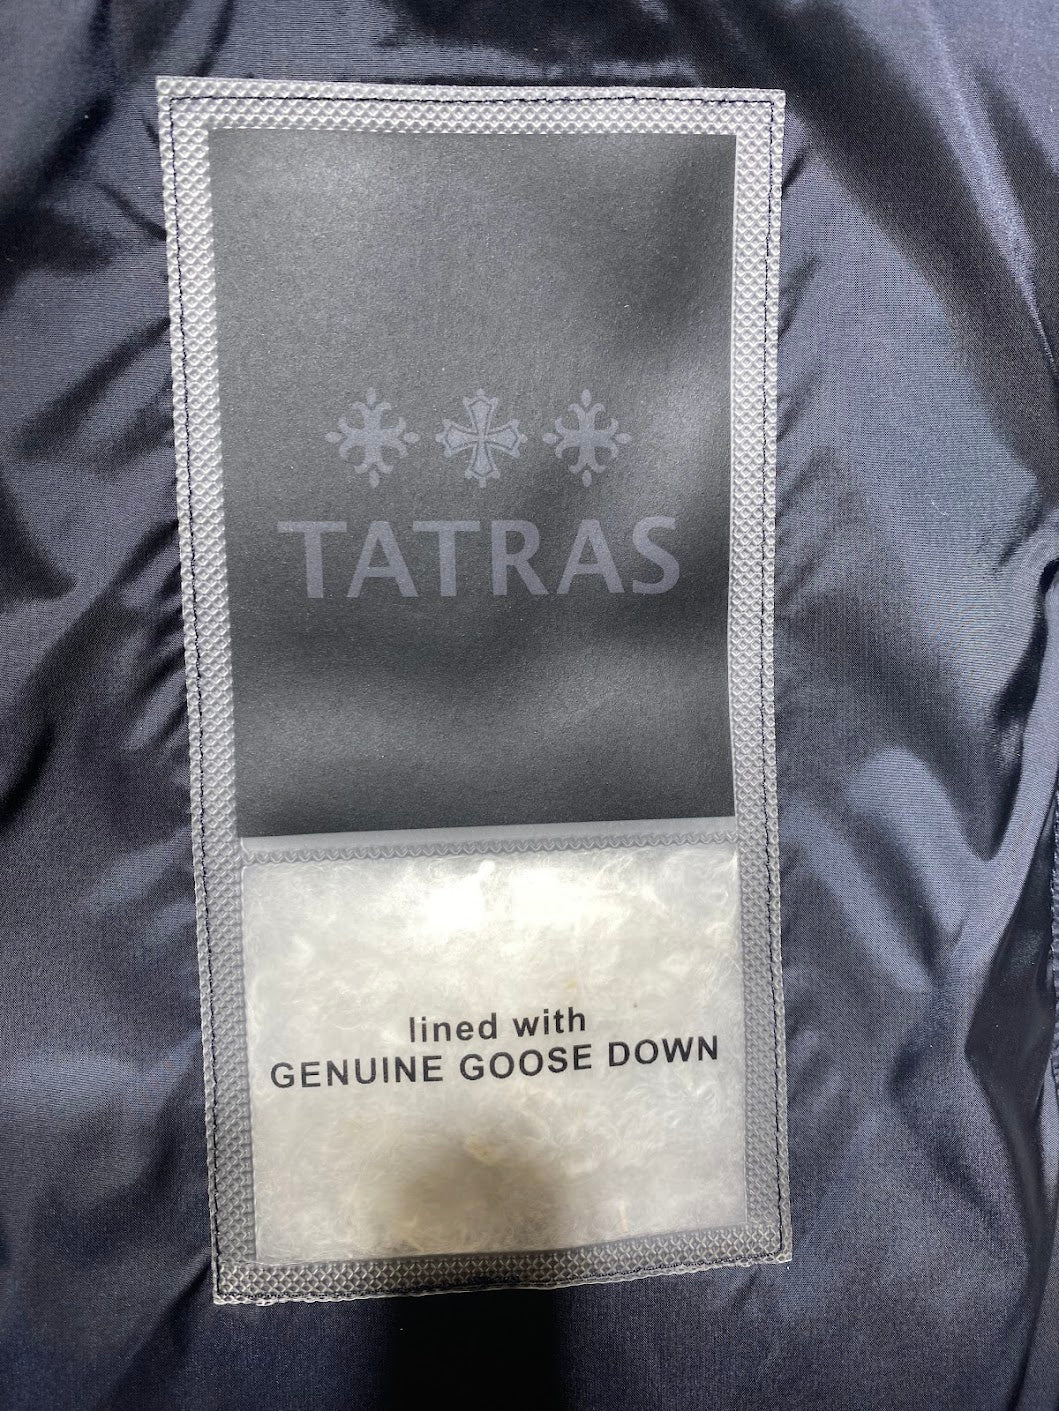 TATRAS
lined with
GENUINE GOOSE DOWN